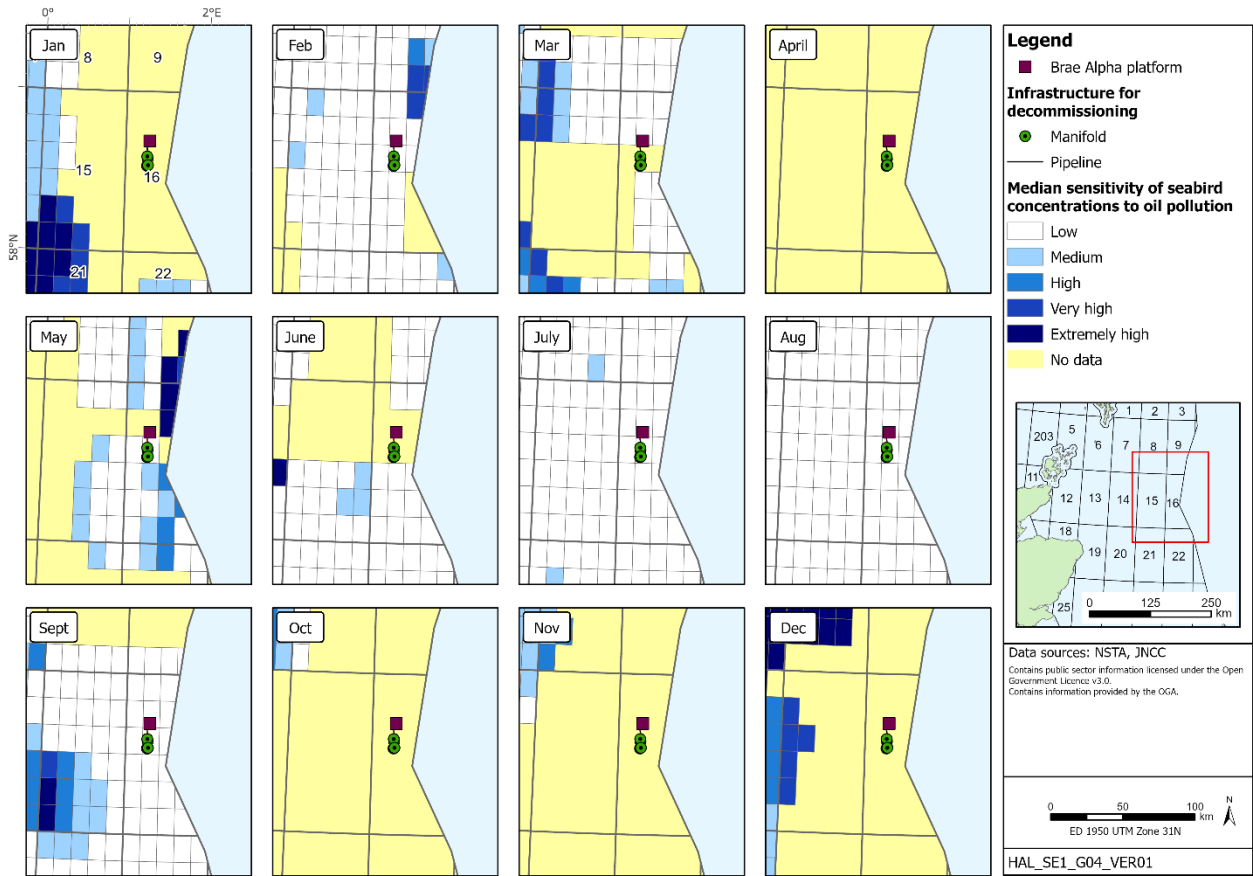 0°
2°E
58°N
Jan
8
9
15
16
21
22
Feb
Mar
April
May
June
July
Aug
Sept
Oct
Nov
Dec
Legend
Brae Alpha platform
Infrastructure for
decommissioning
Manifold
Pipeline
Median sensitivity of seabird
concentrations to oil pollution
Low
Medium
High
Very high
Extremely high
No data
1
2
3
203
5
6
7
8
9
11
12
13
14
15
16
18
19
20
21
22
25
0 125 250
km
Data sources: NSTA, JNCC
Contains public sector information licensed under the Open
Government Licence v3.0.
Contains information provided by the OGA.
0 50 100
km
N
ED 1950 UTM Zone 31N
HAL_SE1_G04_VER01